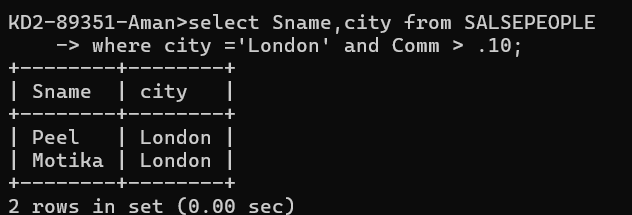 KD2-89351-Aman>select Sname,city from SALSEPEOPLE
    -> where city ='London' and Comm > .10;
+--------+--------+
| Sname  | city   |
+--------+--------+
| Peel   | London |
| Motika | London |
+--------+--------+
2 rows in set (0.00 sec)